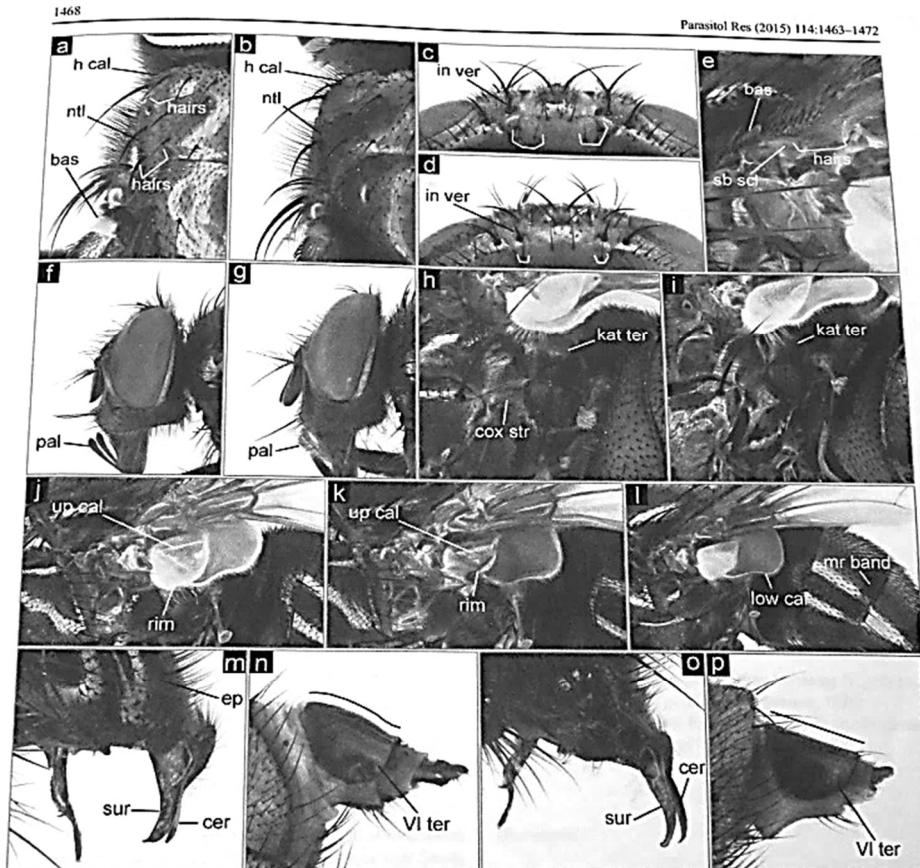 1468
Parasitol Res (2015) 114:1463–1472
a
h cal
ntl
hairs
hairs
bas
b
h cal
ntl
c
in ver
d
in ver
e
bas
hairs
sb scl
f
pal
g
pal
h
kat ter
cox str
i
kat ter
j
up cal
rim
k
up cal
rim
l
mr band
low cal
m
ep
sur
cer
n
VI ter
o
cer
sur
p
VI ter